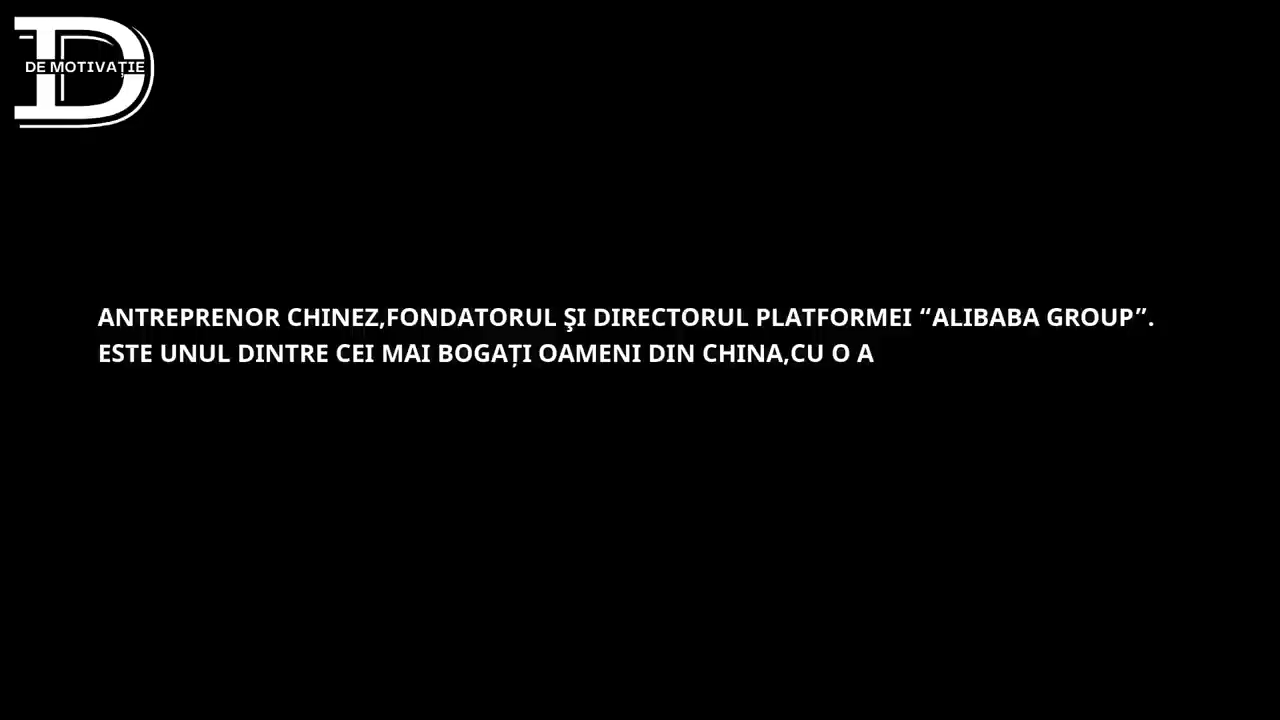 DE MOTIVAȚIE
ANTREPRENOR CHINEZ,FONDATORUL ŞI DIRECTORUL PLATFORMEI “ALIBABA GROUP”.
ESTE UNUL DINTRE CEI MAI BOGAȚI OAMENI DIN CHINA,CU O A